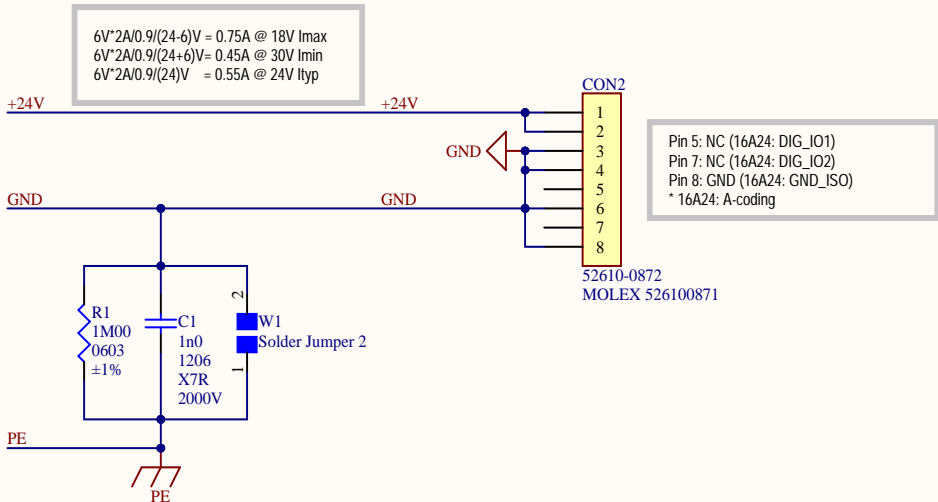 6V*2A/0.9/(24-6)V = 0.75A @ 18V Imax
6V*2A/0.9/(24+6)V= 0.45A @ 30V Imin
6V*2A/0.9/(24)V = 0.55A @ 24V Ityp
CON2
+24V
+24V
1
2
GND
3
4
5
GND
GND
6
7
8
Pin 5: NC (16A24: DIG_IO1)
Pin 7: NC (16A24: DIG_IO2)
Pin 8: GND (16A24: GND_ISO)
* 16A24: A-coding
52610-0872
MOLEX 526100871
R1
1M00
0603
±1%
C1
1n0
1206
X7R
2000V
2
W1
Solder Jumper 2
1
PE
PE